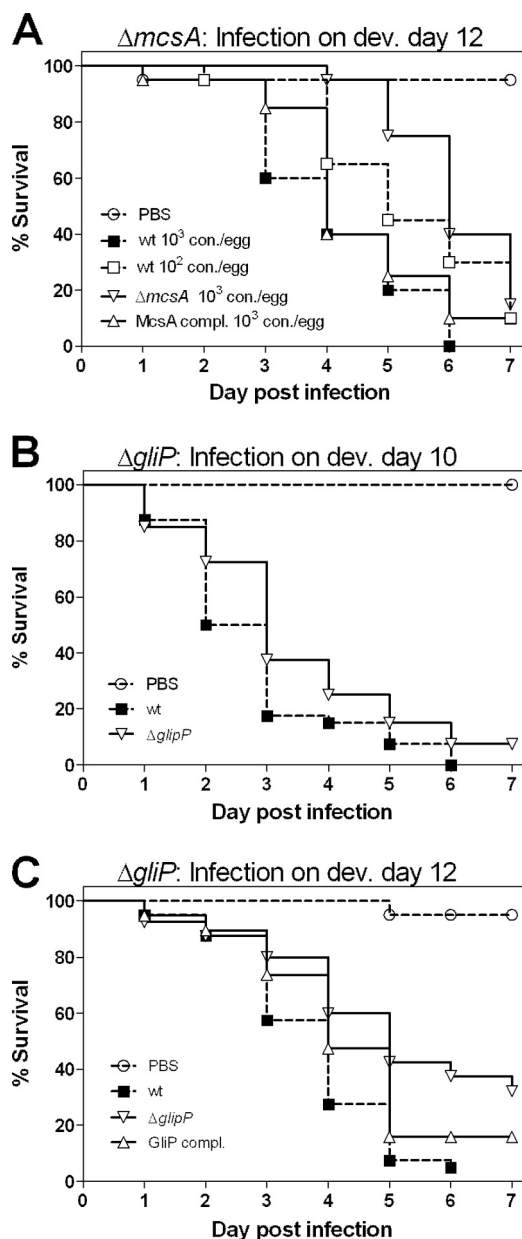 A
ΔmcsA: Infection on dev. day 12
% Survival
100
80
60
40
20
0
PBS
wt 10³ con./egg
wt 10² con./egg
ΔmcsA 10³ con./egg
McsA compl. 10³ con./egg
0 1 2 3 4 5 6 7
Day post infection
B
ΔgliP: Infection on dev. day 10
% Survival
100
80
60
40
20
0
PBS
wt
ΔglipP
0 1 2 3 4 5 6 7
Day post infection
C
ΔgliP: Infection on dev. day 12
% Survival
100
80
60
40
20
0
PBS
wt
ΔglipP
GliP compl.
0 1 2 3 4 5 6 7
Day post infection